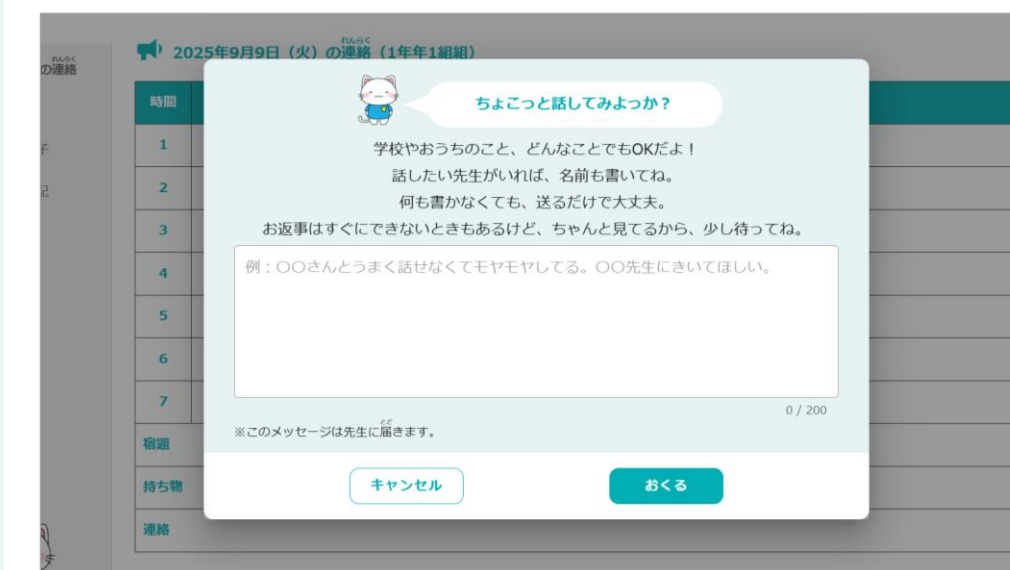 れんらく
2025年9月9日（火）の連絡（1年年1組組）
れんらく
の連絡
ちょこっと話してみよっか？
時間
学校やおうちのこと、どんなことでもOKだよ！
1
話したい先生がいれば、名前も書いてね。
2
何も書かなくても、送るだけで大丈夫。
お返事はすぐにできないときもあるけど、ちゃんと見てるから、少し待ってね。
3
例：○○さんとうまく話せなくてモヤモヤしてる。○○先生にきいてほしい。
4
5
6
7
0 / 200
とど
※このメッセージは先生に届きます。
宿題
キャンセル
おくる
持ち物
連絡